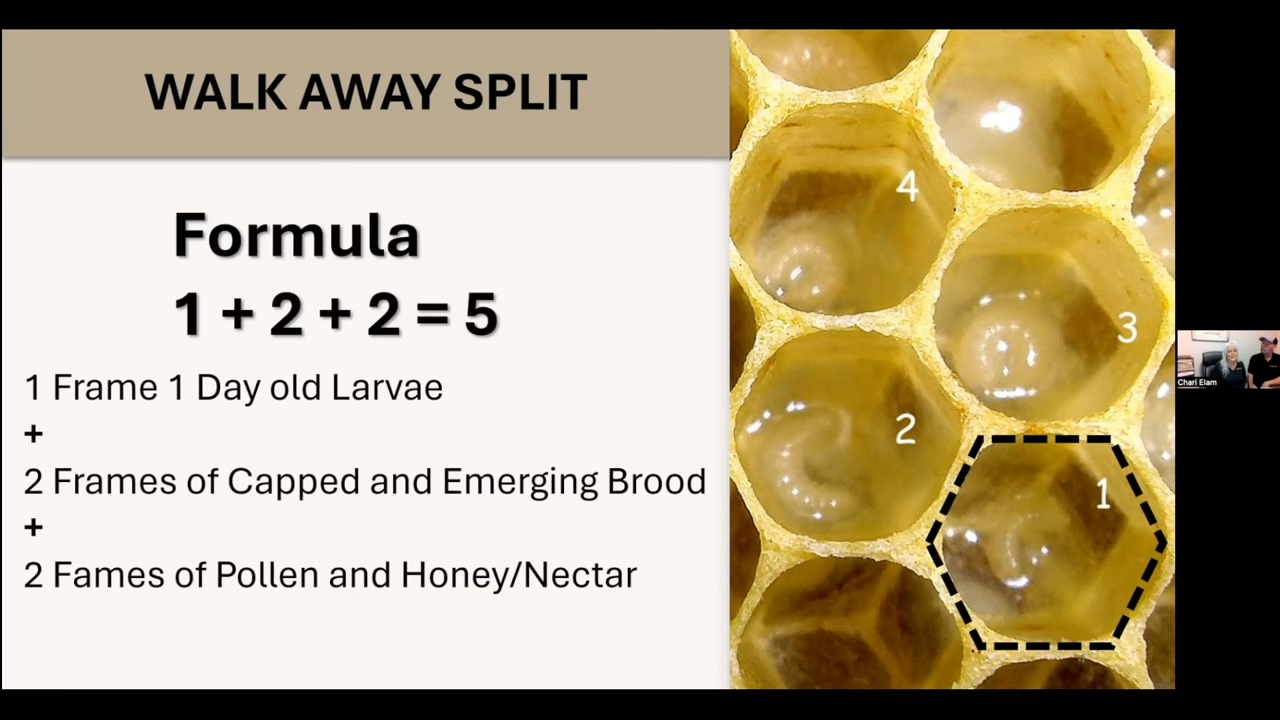 WALK AWAY SPLIT
Formula
1 + 2 + 2 = 5
1 Frame 1 Day old Larvae
+
2 Frames of Capped and Emerging Brood
+
2 Fames of Pollen and Honey/Nectar
4
3
2
1
Chari Elam